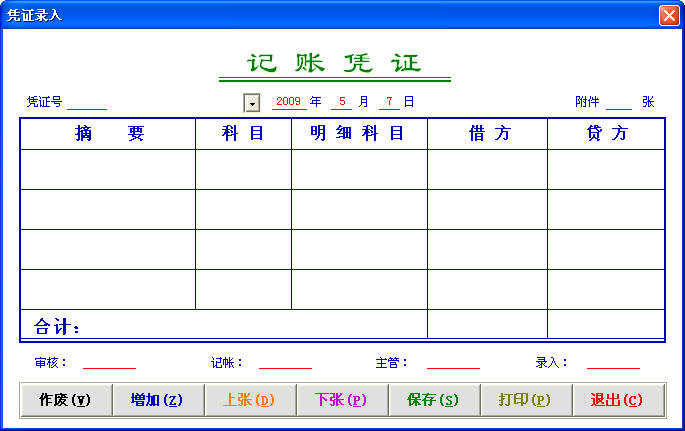 凭证录入
记 账 凭 证
凭证号 2009 年 5 月 7 日 附件 张
摘 要 科 目 明 细 科 目 借 方 贷 方
合计：
审核： 记帐： 主管： 录入：
作废(W) 增加(Z) 上张(D) 下张(P) 保存(S) 打印(P) 退出(C)